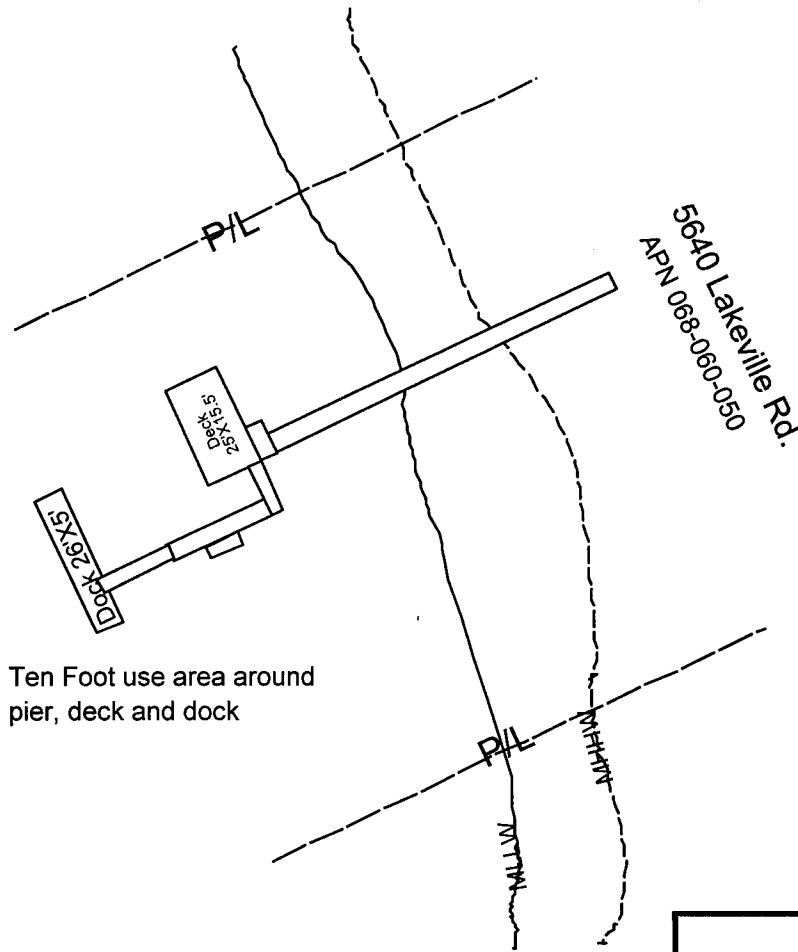 P/L
5640 Lakeville Rd.
APN 068-060-050
Deck
25'X15.5'
Dock 26'X5'
Ten Foot use area around
pier, deck and dock
P/L
MHHW
MLLW